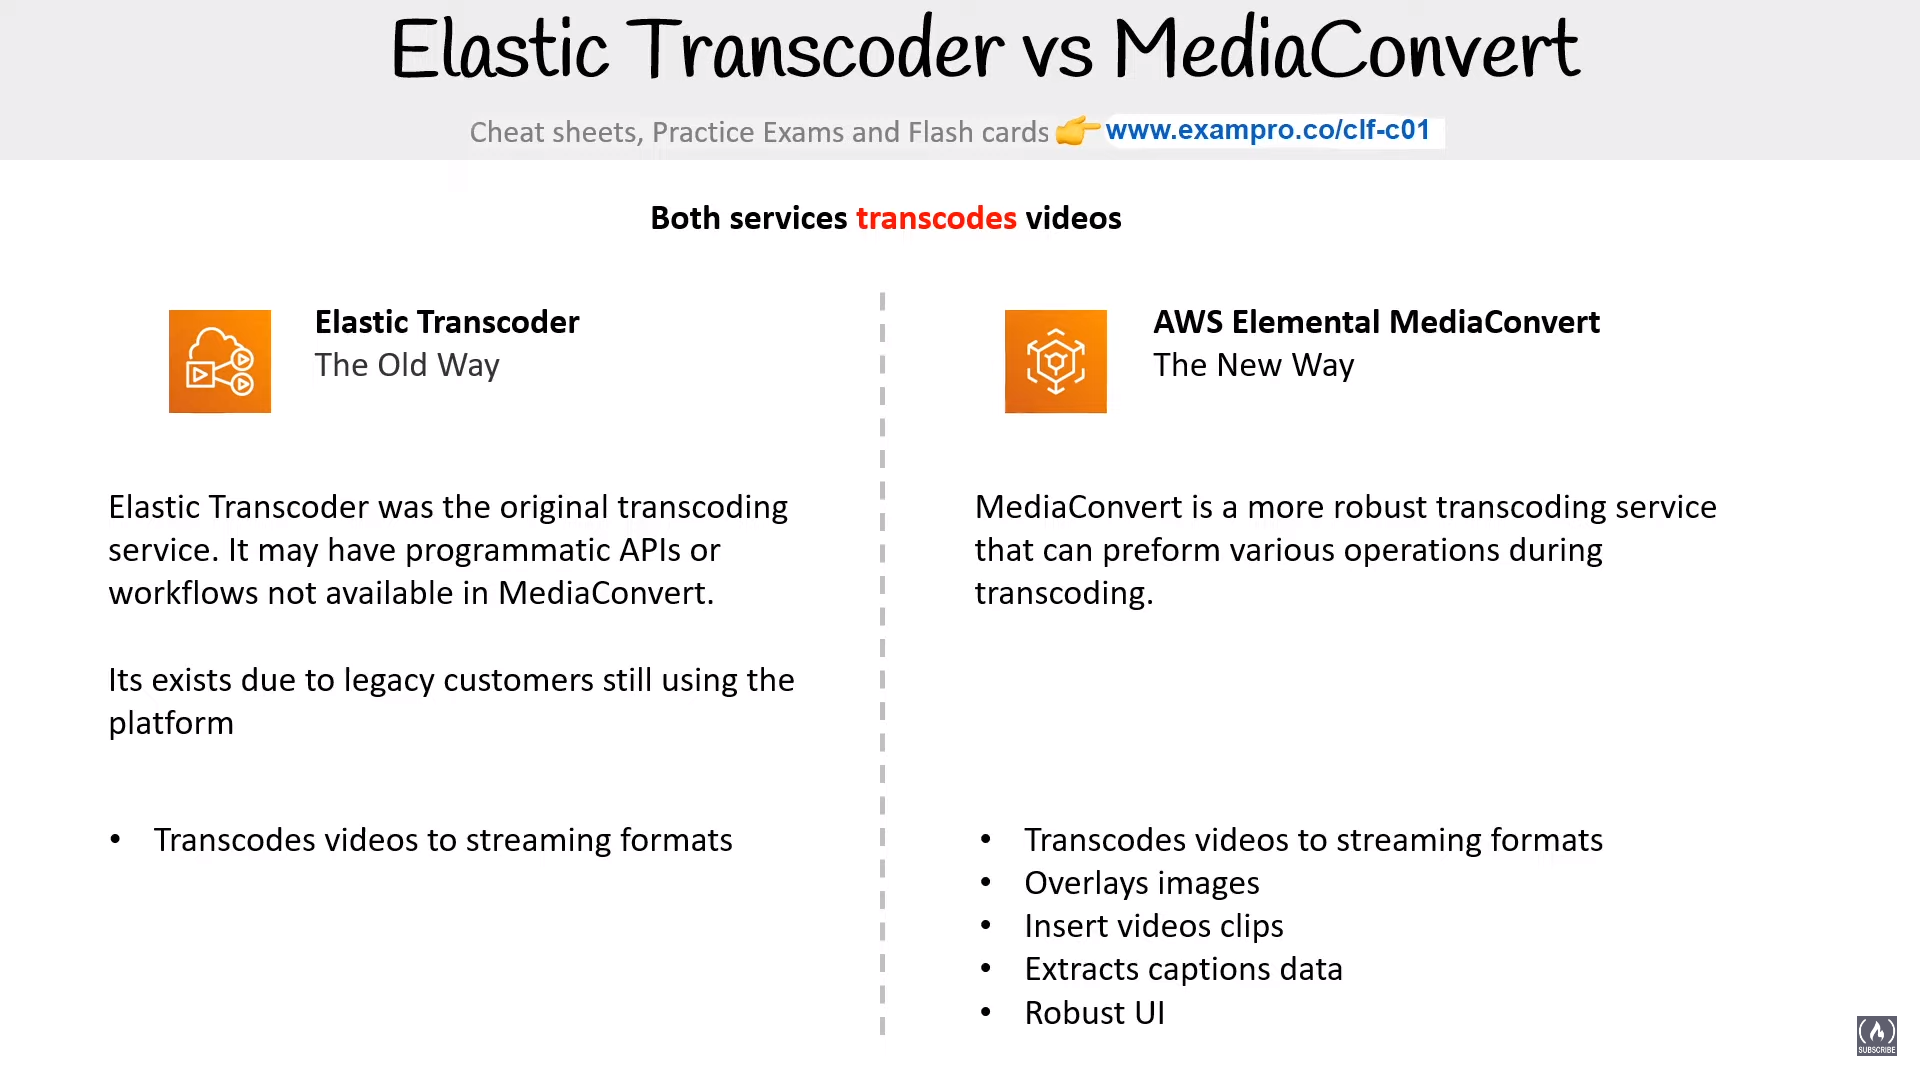 Elastic Transcoder vs MediaConvert
Cheat sheets, Practice Exams and Flash cards 👉 www.exampro.co/clf-c01
Both services transcodes videos
Elastic Transcoder
The Old Way
Elastic Transcoder was the original transcoding
service. It may have programmatic APIs or
workflows not available in MediaConvert.
Its exists due to legacy customers still using the
platform
• Transcodes videos to streaming formats
AWS Elemental MediaConvert
The New Way
MediaConvert is a more robust transcoding service
that can preform various operations during
transcoding.
• Transcodes videos to streaming formats
• Overlays images
• Insert videos clips
• Extracts captions data
• Robust UI
SUBSCRIBE